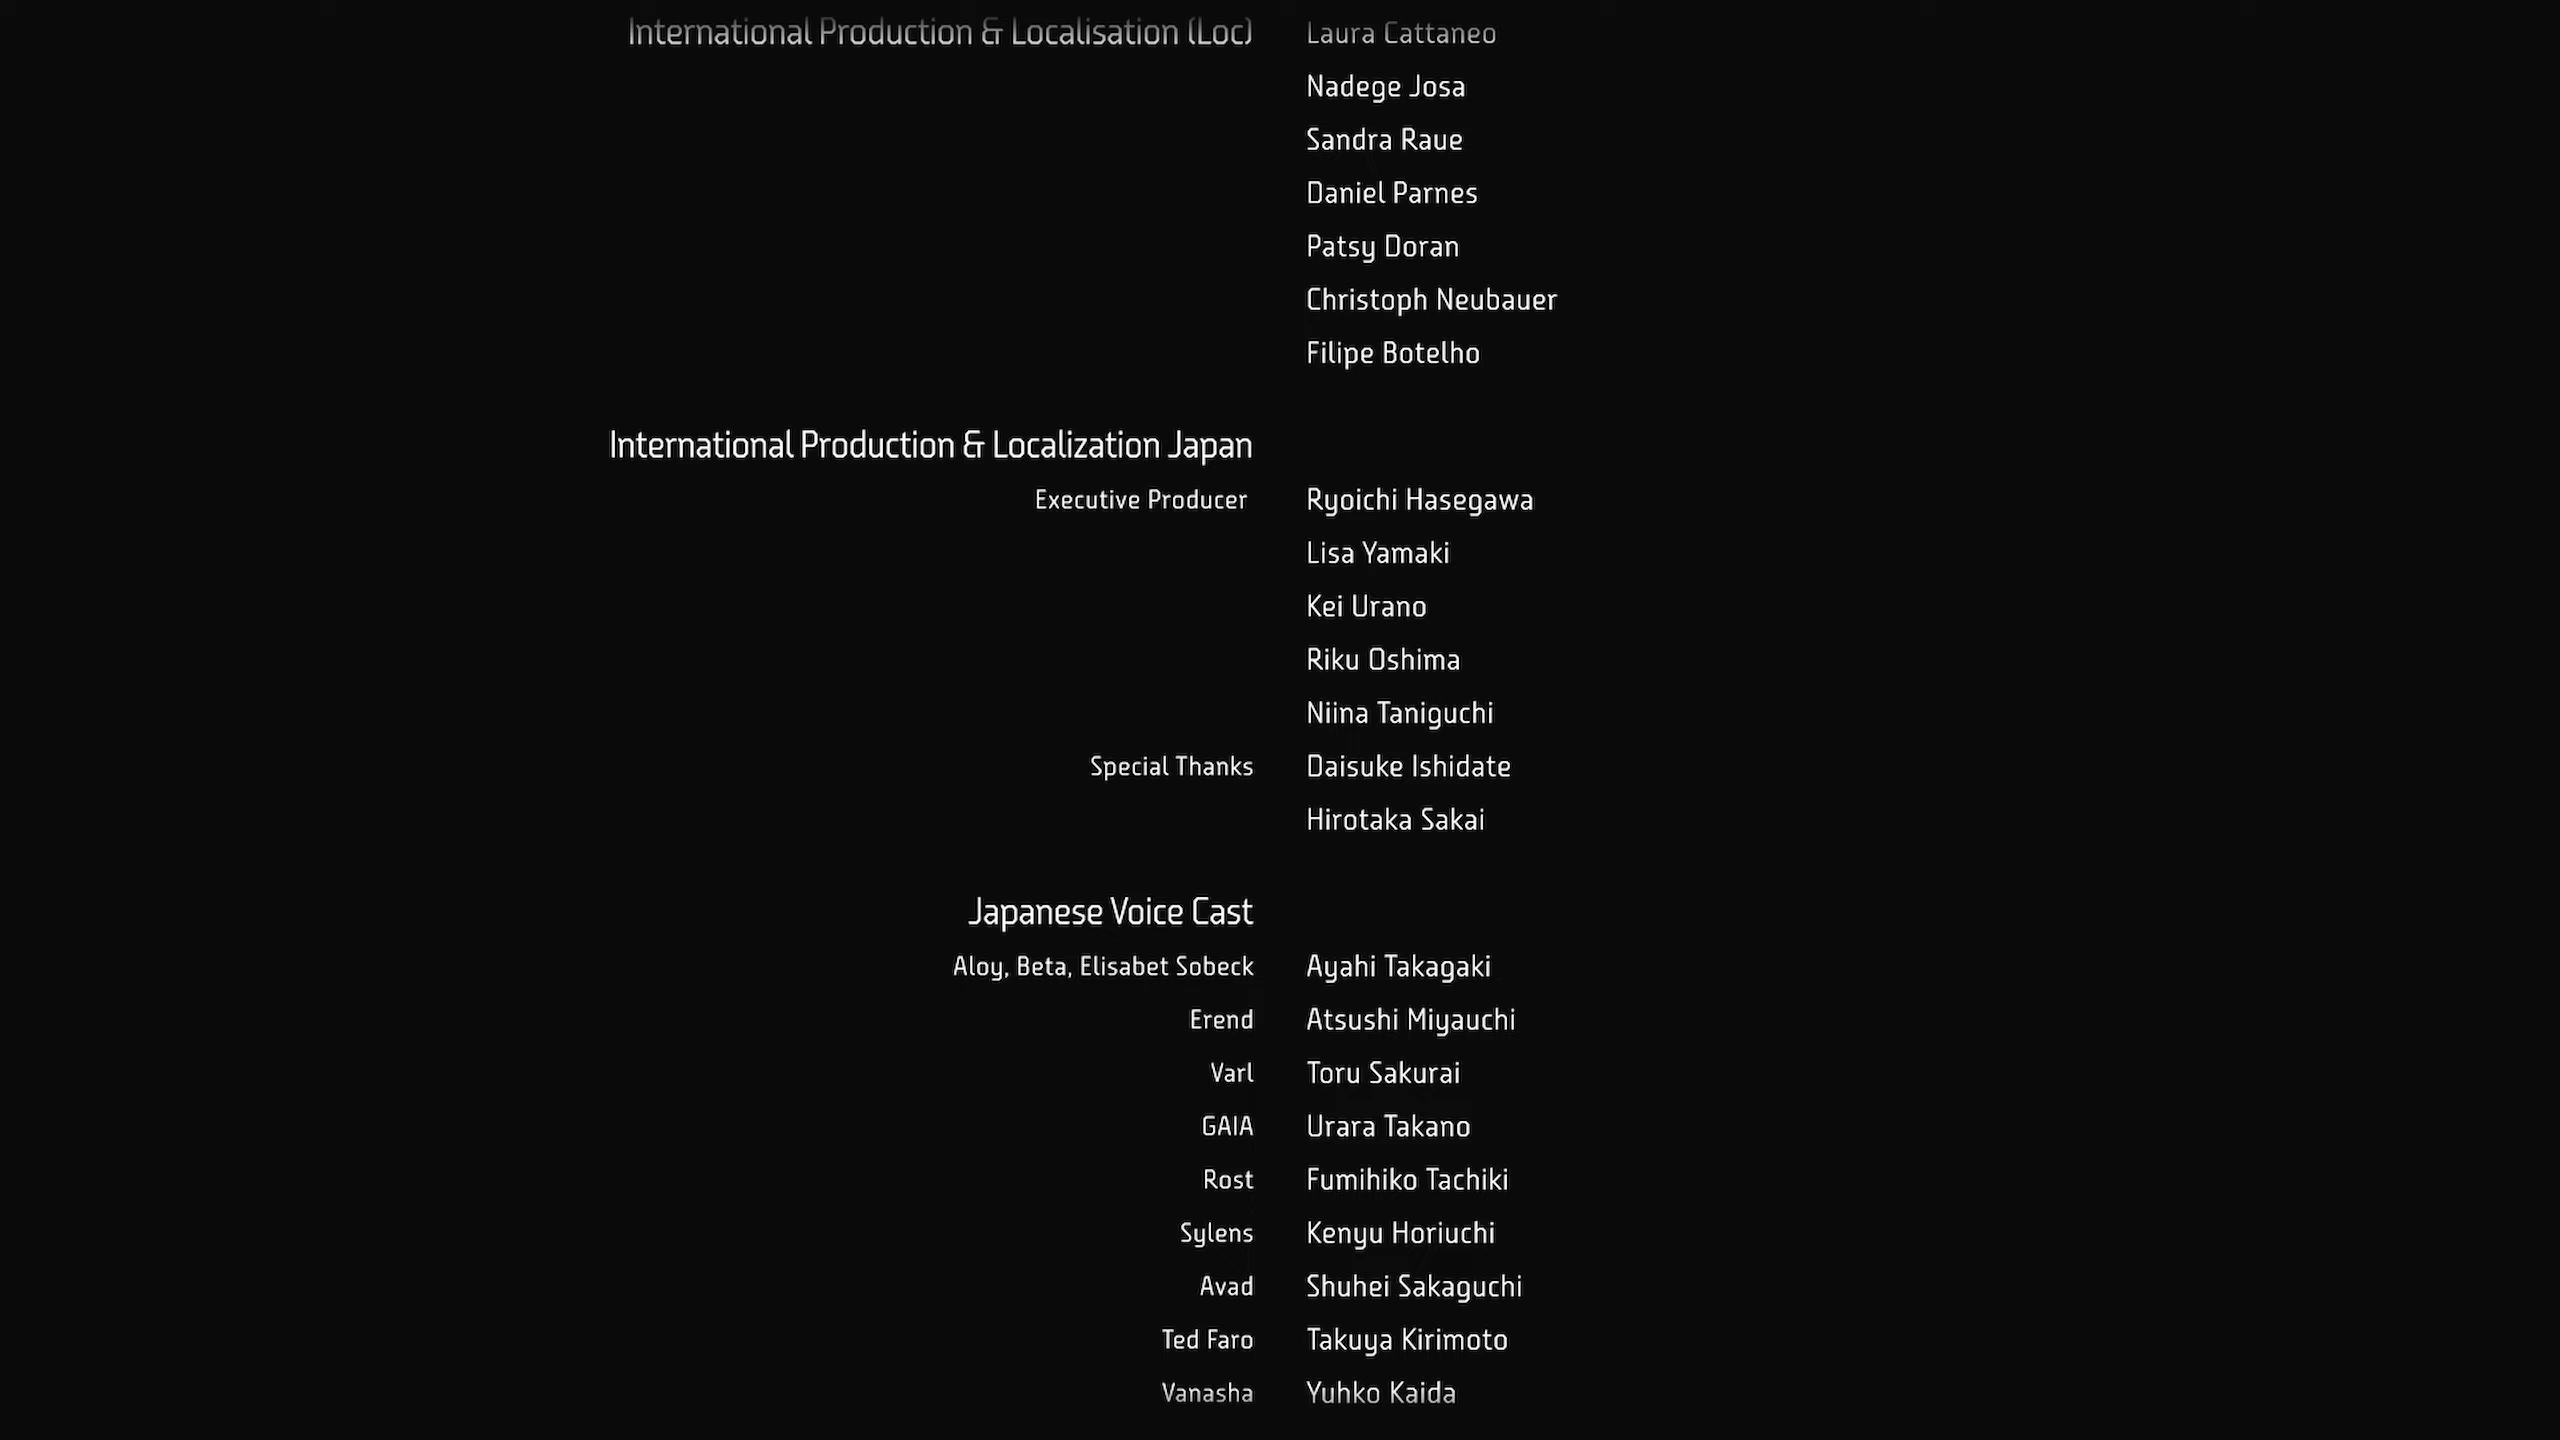 International Production & Localisation (Loc) Laura Cattaneo
Nadege Josa
Sandra Raue
Daniel Parnes
Patsy Doran
Christoph Neubauer
Filipe Botelho
International Production & Localization Japan
Executive Producer Ryoichi Hasegawa
Lisa Yamaki
Kei Urano
Riku Oshima
Niina Taniguchi
Special Thanks Daisuke Ishidate
Hirotaka Sakai
Japanese Voice Cast
Aloy, Beta, Elisabet Sobeck Ayahi Takagaki
Erend Atsushi Miyauchi
Varl Toru Sakurai
GAIA Urara Takano
Rost Fumihiko Tachiki
Sylens Kenyu Horiuchi
Avad Shuhei Sakaguchi
Ted Faro Takuya Kirimoto
Vanasha Yuhko Kaida